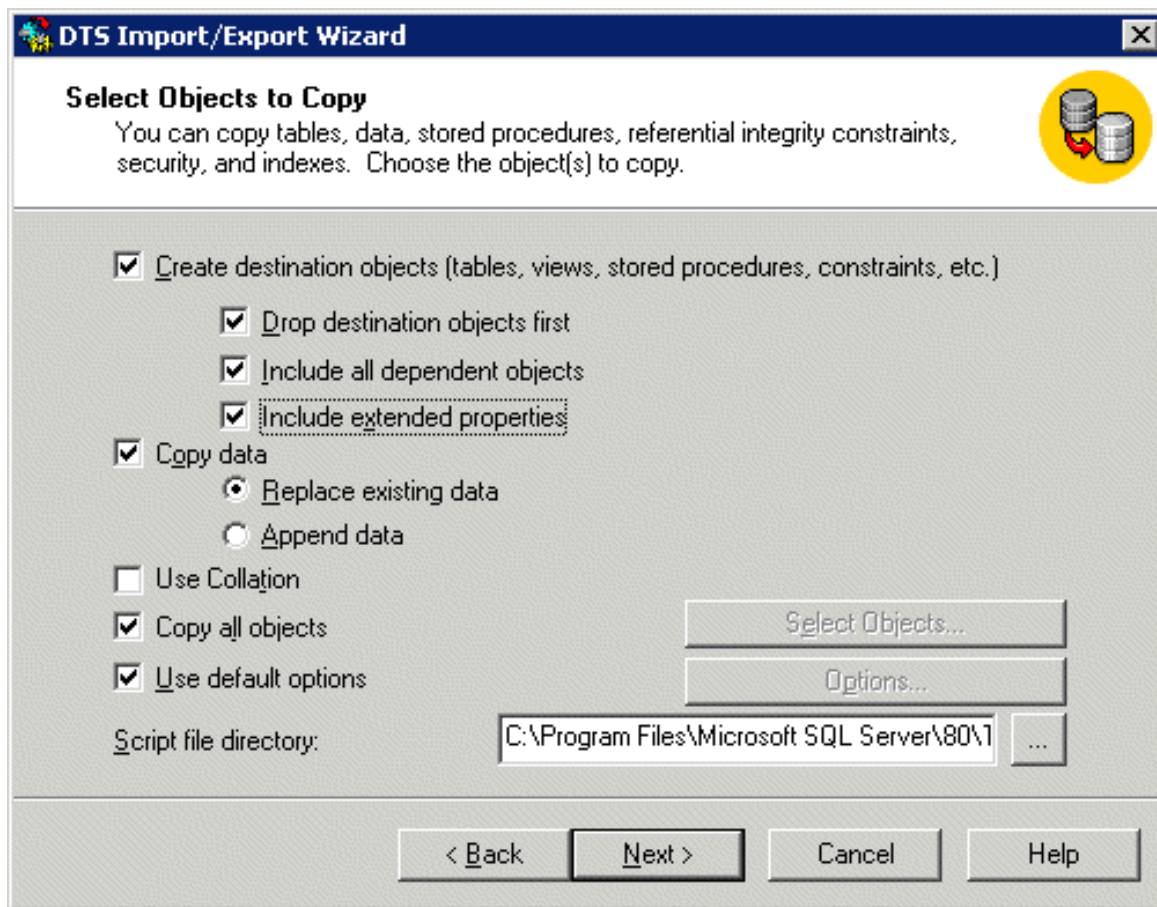 DTS Import/Export Wizard
Select Objects to Copy
You can copy tables, data, stored procedures, referential integrity constraints,
security, and indexes.  Choose the object(s) to copy.
Create destination objects (tables, views, stored procedures, constraints, etc.)
Drop destination objects first
Include all dependent objects
Include extended properties
Copy data
Replace existing data
Append data
Use Collation
Copy all objects
Select Objects...
Use default options
Options...
Script file directory:
C:\Program Files\Microsoft SQL Server\80\T
...
< Back
Next >
Cancel
Help